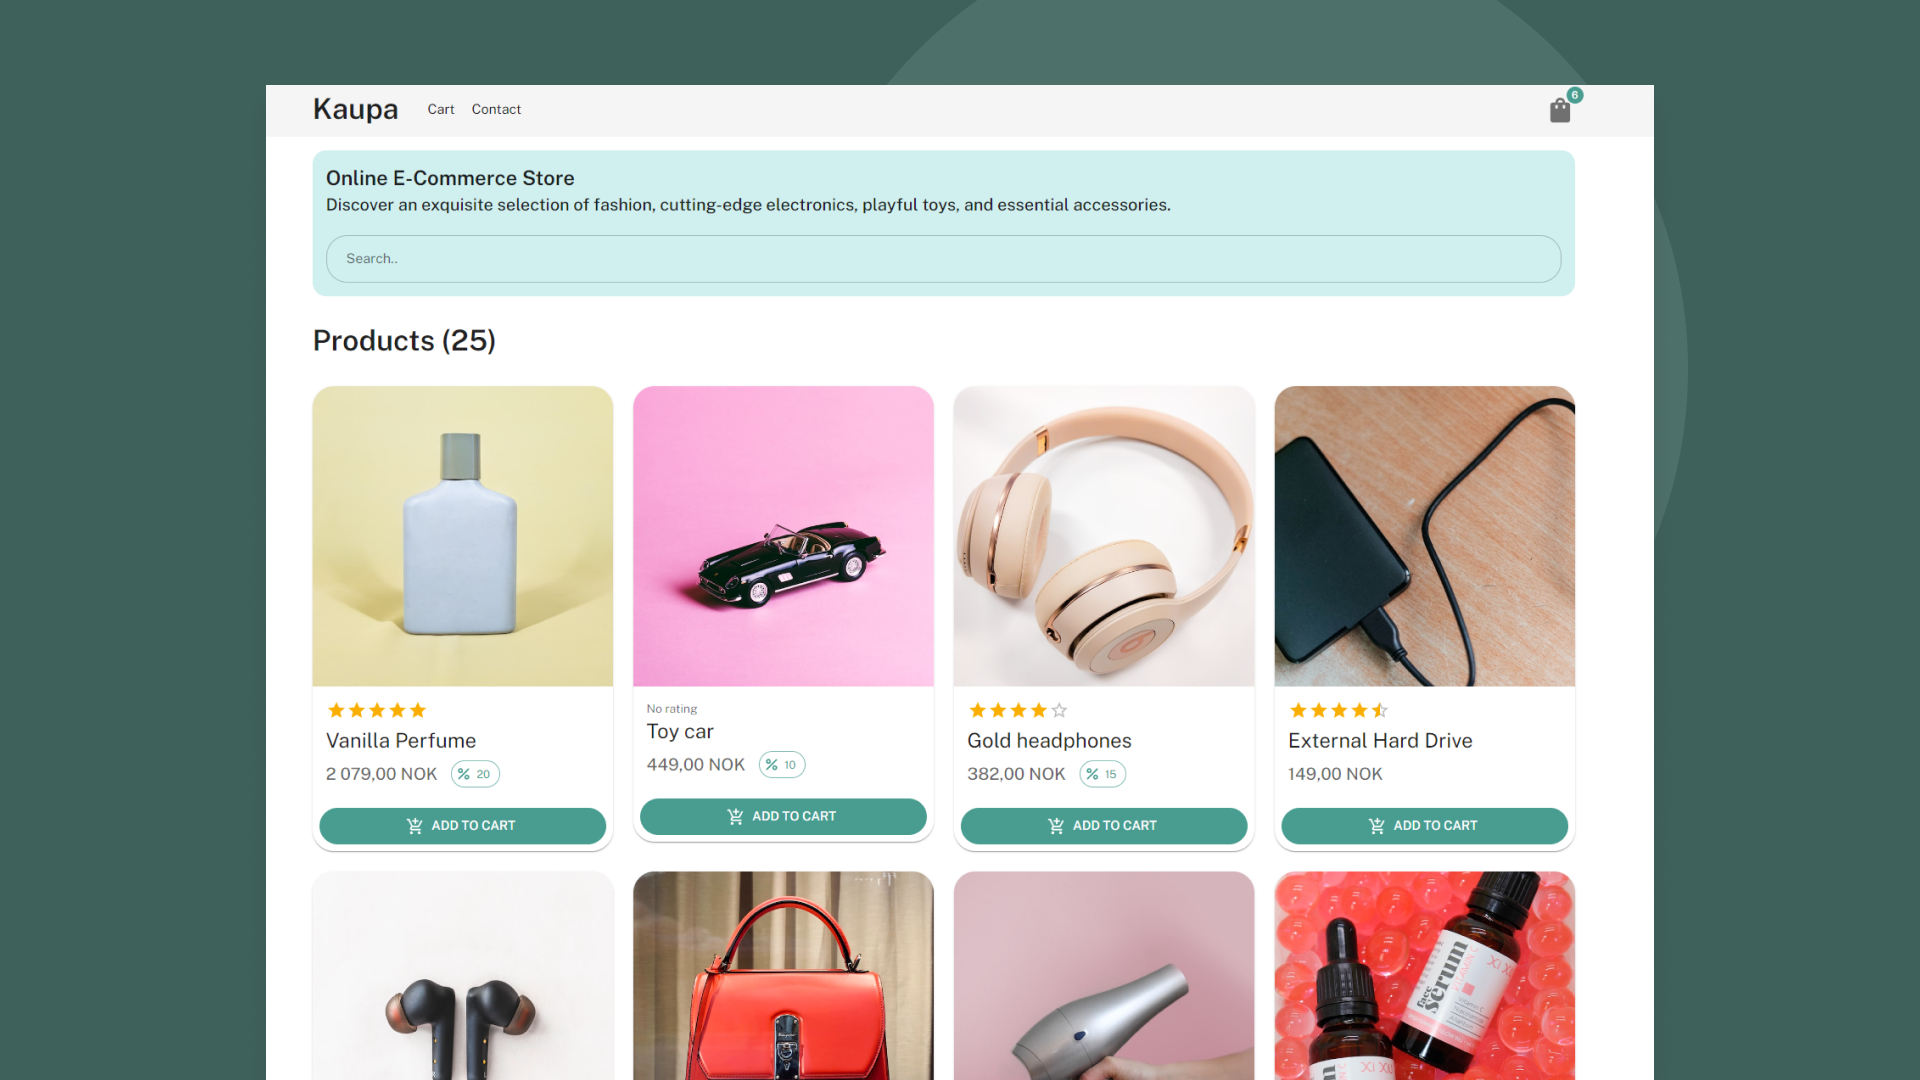 Kaupa Cart Contact 6
Online E-Commerce Store
Discover an exquisite selection of fashion, cutting-edge electronics, playful toys, and essential accessories.
Search..
Products (25)
Vanilla Perfume
2 079,00 NOK % 20
ADD TO CART
No rating
Toy car
449,00 NOK % 10
ADD TO CART
Gold headphones
382,00 NOK % 15
ADD TO CART
External Hard Drive
149,00 NOK
ADD TO CART
face
serum
VITAMIN C
XI XI